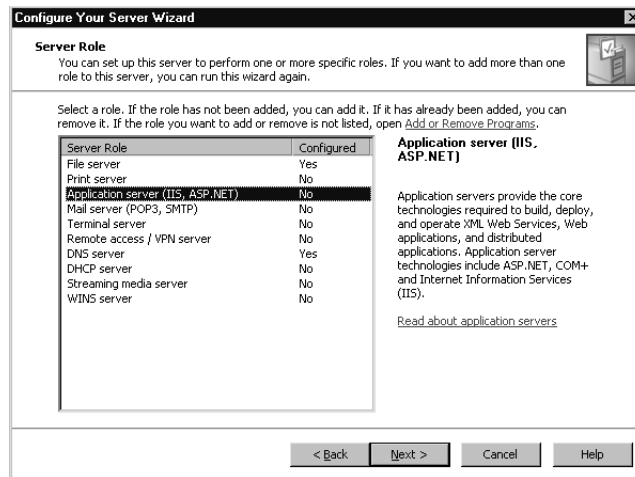 Configure Your Server Wizard
Server Role
You can set up this server to perform one or more specific roles. If you want to add more than one
role to this server, you can run this wizard again.
Select a role. If the role has not been added, you can add it. If it has already been added, you can
remove it. If the role you want to add or remove is not listed, open Add or Remove Programs.
Server Role Configured
File server Yes
Print server No
Application server (IIS, ASP.NET) No
Mail server (POP3, SMTP) No
Terminal server No
Remote access / VPN server No
DNS server Yes
DHCP server No
Streaming media server No
WINS server No
Application server (IIS,
ASP.NET)
Application servers provide the core
technologies required to build, deploy,
and operate XML Web Services, Web
applications, and distributed
applications. Application server
technologies include ASP.NET, COM+
and Internet Information Services
(IIS).
Read about application servers
< Back Next > Cancel Help